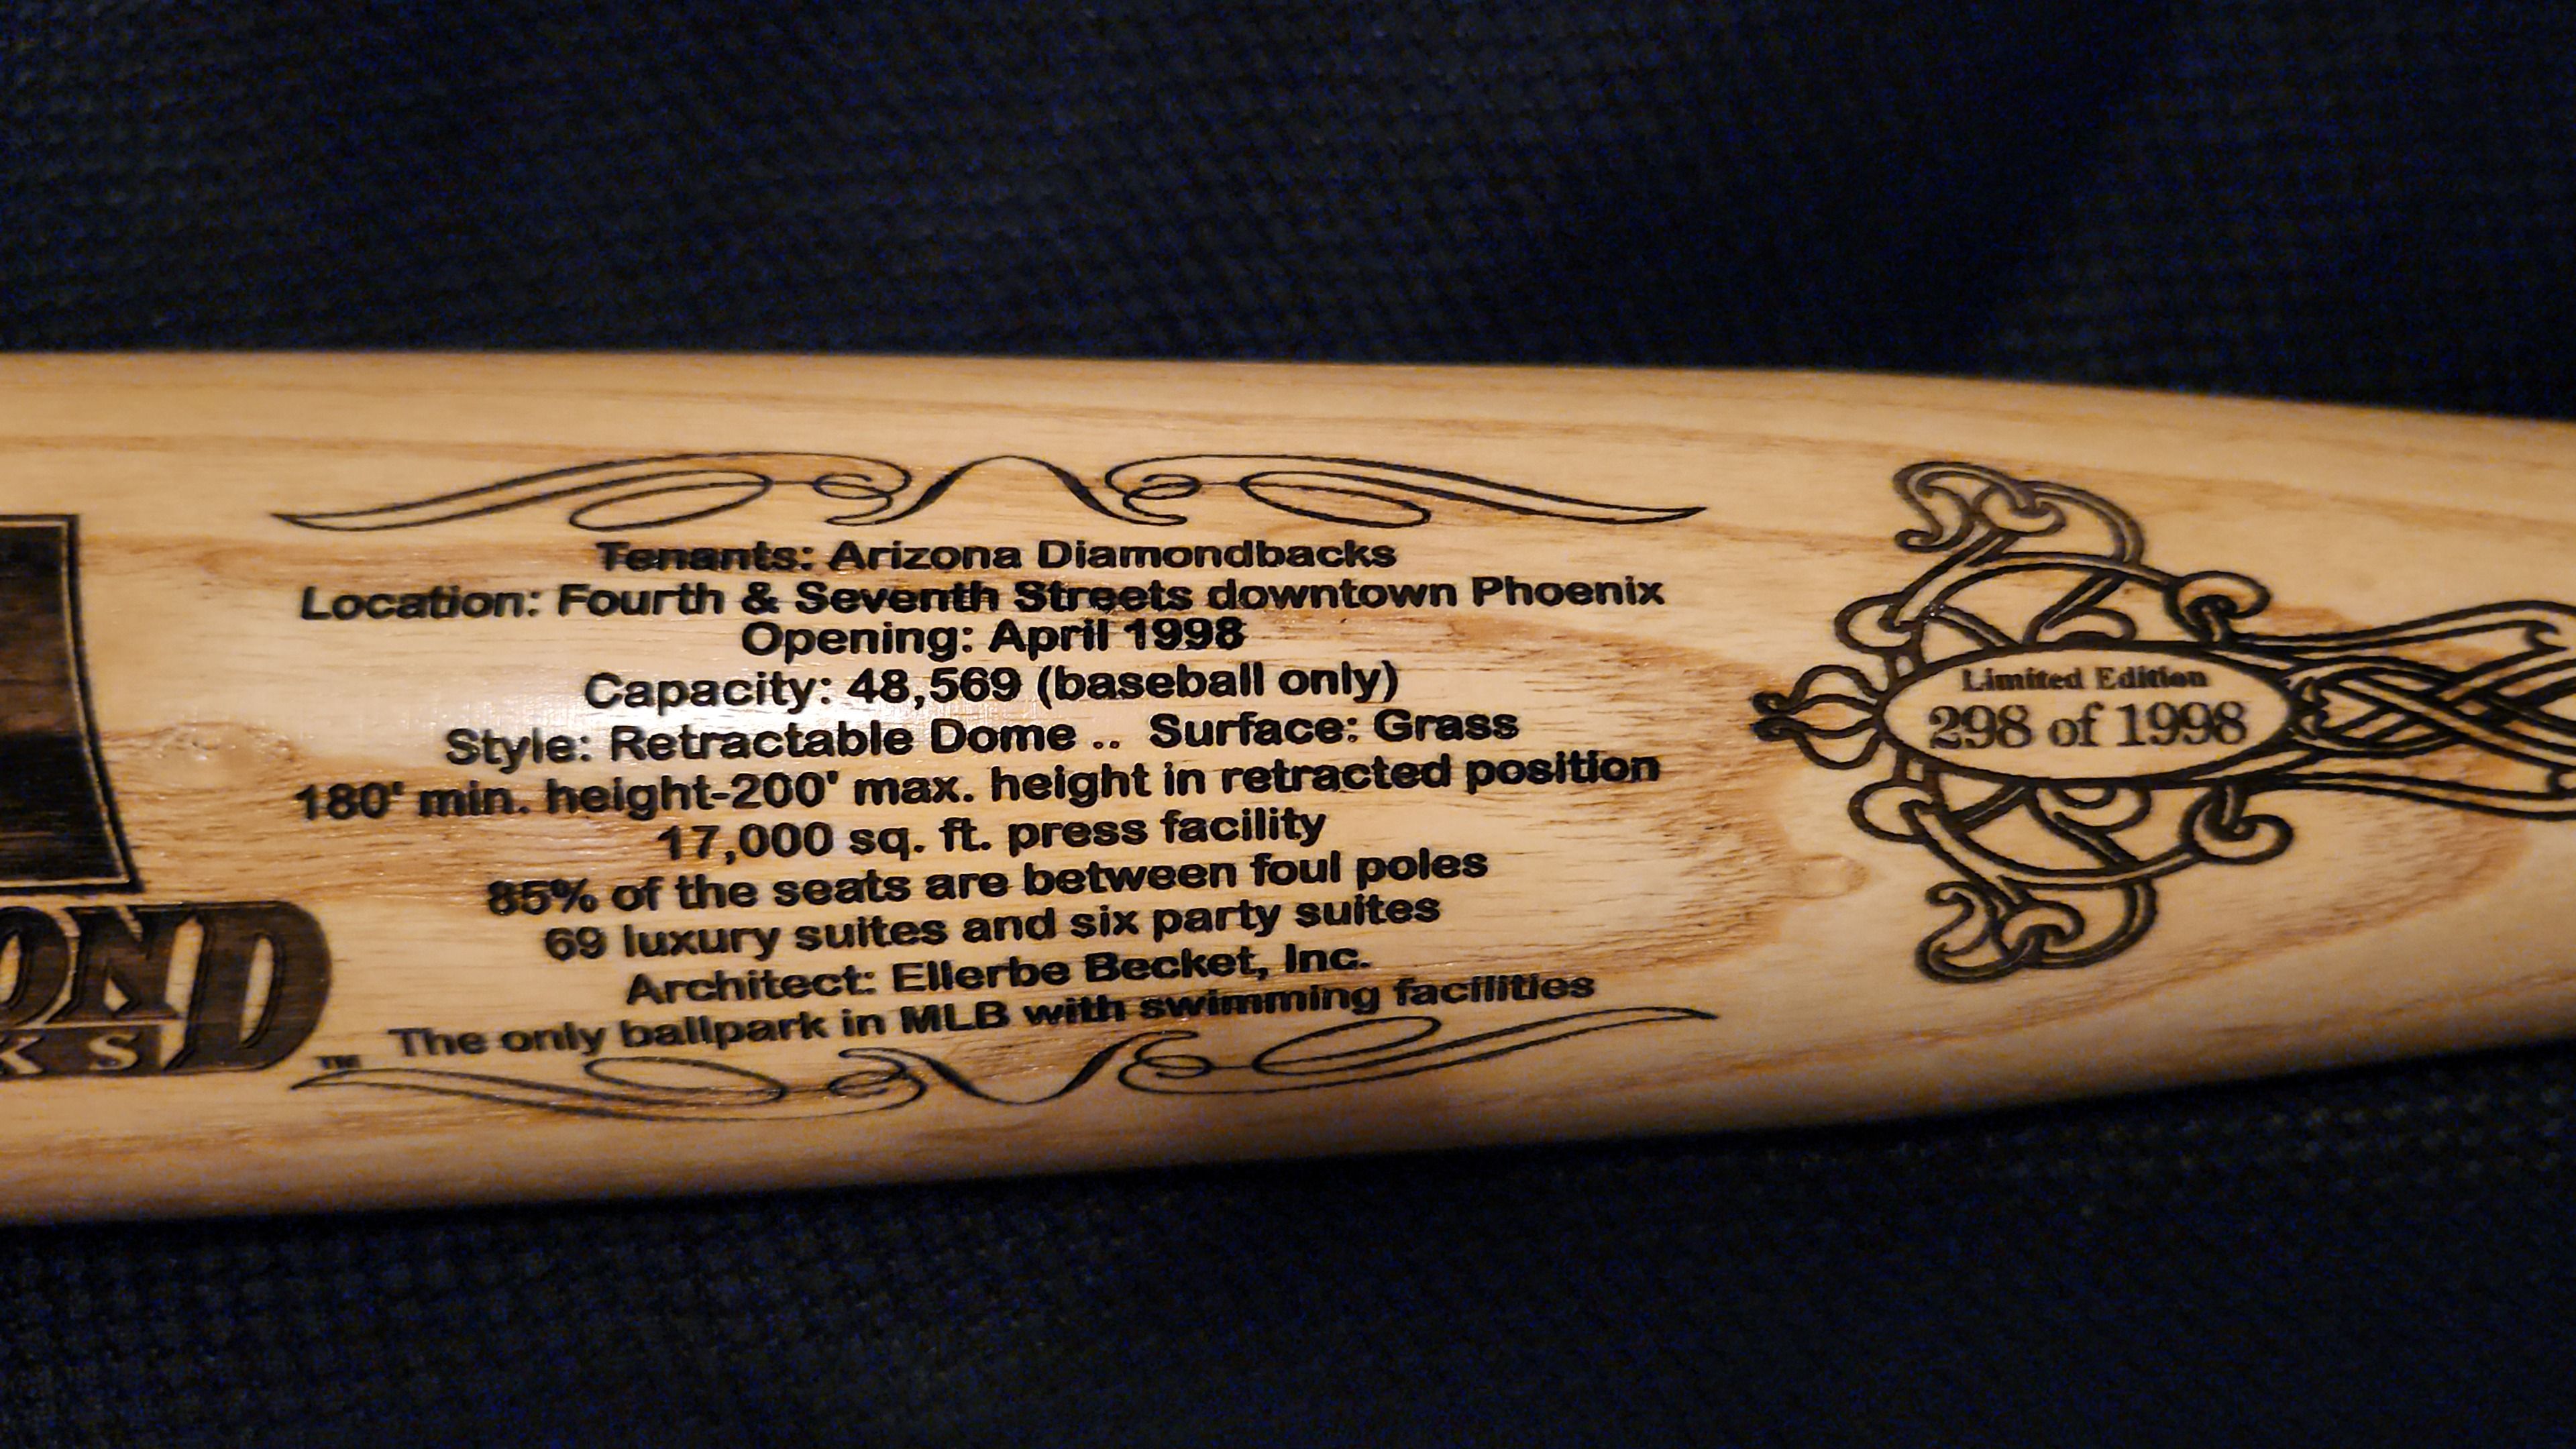 Tenants: Arizona Diamondbacks
Location: Fourth & Seventh Streets downtown Phoenix
Opening: April 1998
Capacity: 48,569 (baseball only)
Style: Retractable Dome .. Surface: Grass
180' min. height-200' max. height in retracted position
17,000 sq. ft. press facility
85% of the seats are between foul poles
69 luxury suites and six party suites
Architect: Ellerbe Becket, Inc.
The only ballpark in MLB with swimming facilities
OND
KS
TM
Limited Edition
298 of 1998